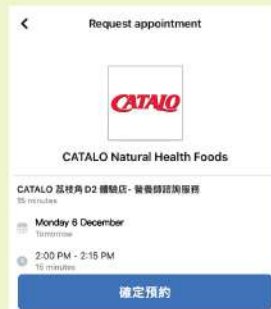 Request appointment
CATALO
CATALO Natural Health Foods
CATALO 荔枝角 D2 體驗店- 營養師諮詢服務
15 minutes
Monday 6 December
Tomorrow
2:00 PM - 2:15 PM
15 minutes
確定預約